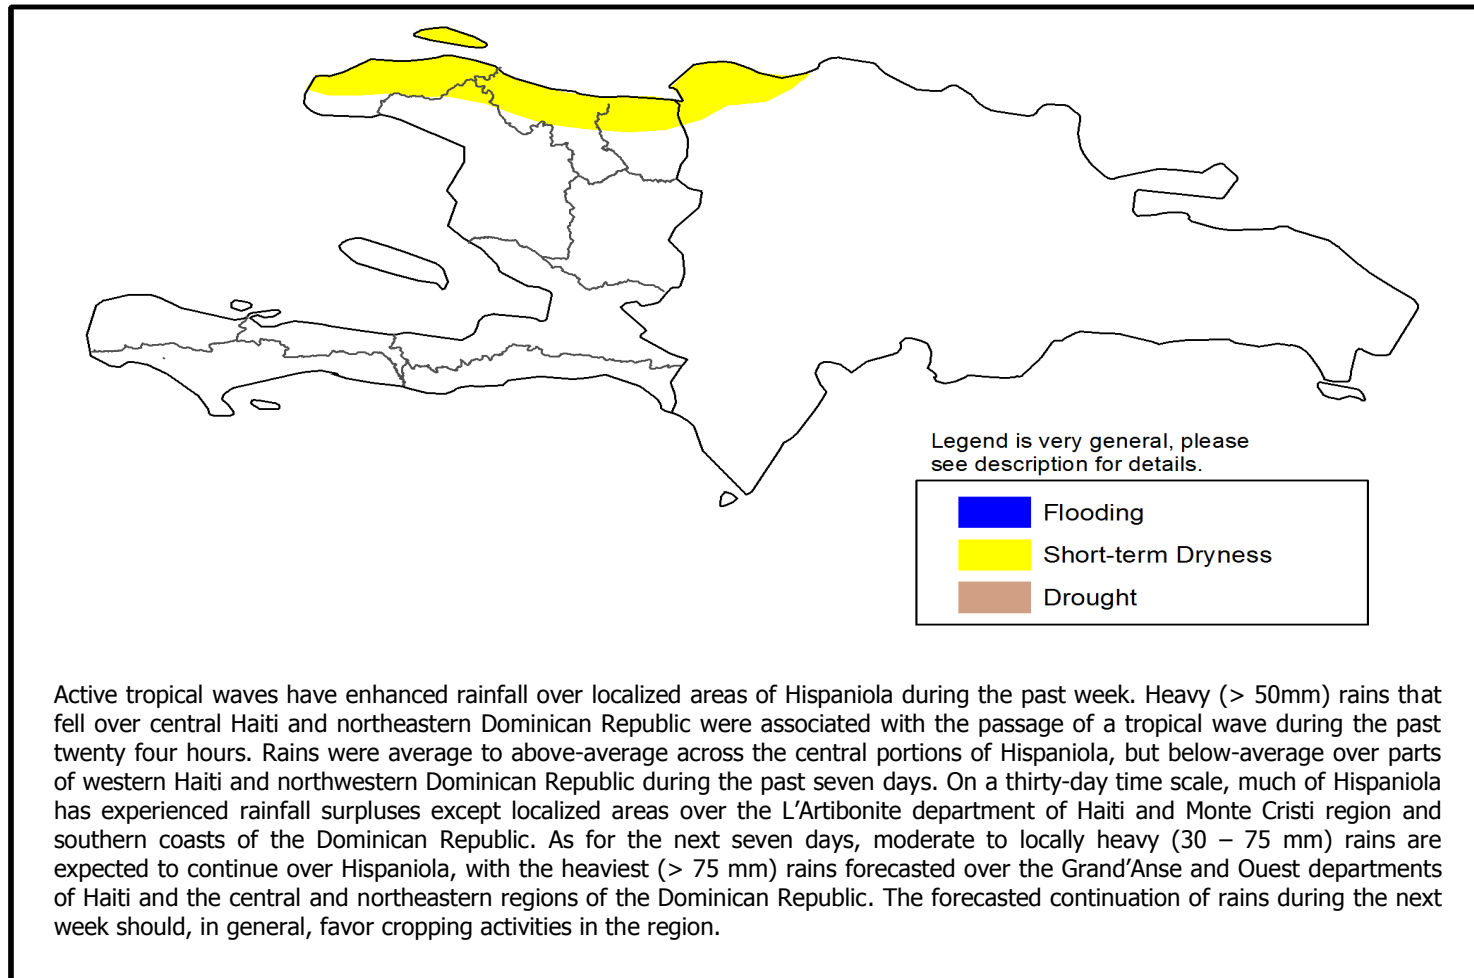 Legend is very general, please
see description for details.
Flooding
Short-term Dryness
Drought
Active tropical waves have enhanced rainfall over localized areas of Hispaniola during the past week. Heavy (> 50mm) rains that
fell over central Haiti and northeastern Dominican Republic were associated with the passage of a tropical wave during the past
twenty four hours. Rains were average to above-average across the central portions of Hispaniola, but below-average over parts
of western Haiti and northwestern Dominican Republic during the past seven days. On a thirty-day time scale, much of Hispaniola
has experienced rainfall surpluses except localized areas over the L’Artibonite department of Haiti and Monte Cristi region and
southern coasts of the Dominican Republic. As for the next seven days, moderate to locally heavy (30 – 75 mm) rains are
expected to continue over Hispaniola, with the heaviest (> 75 mm) rains forecasted over the Grand’Anse and Ouest departments
of Haiti and the central and northeastern regions of the Dominican Republic. The forecasted continuation of rains during the next
week should, in general, favor cropping activities in the region.